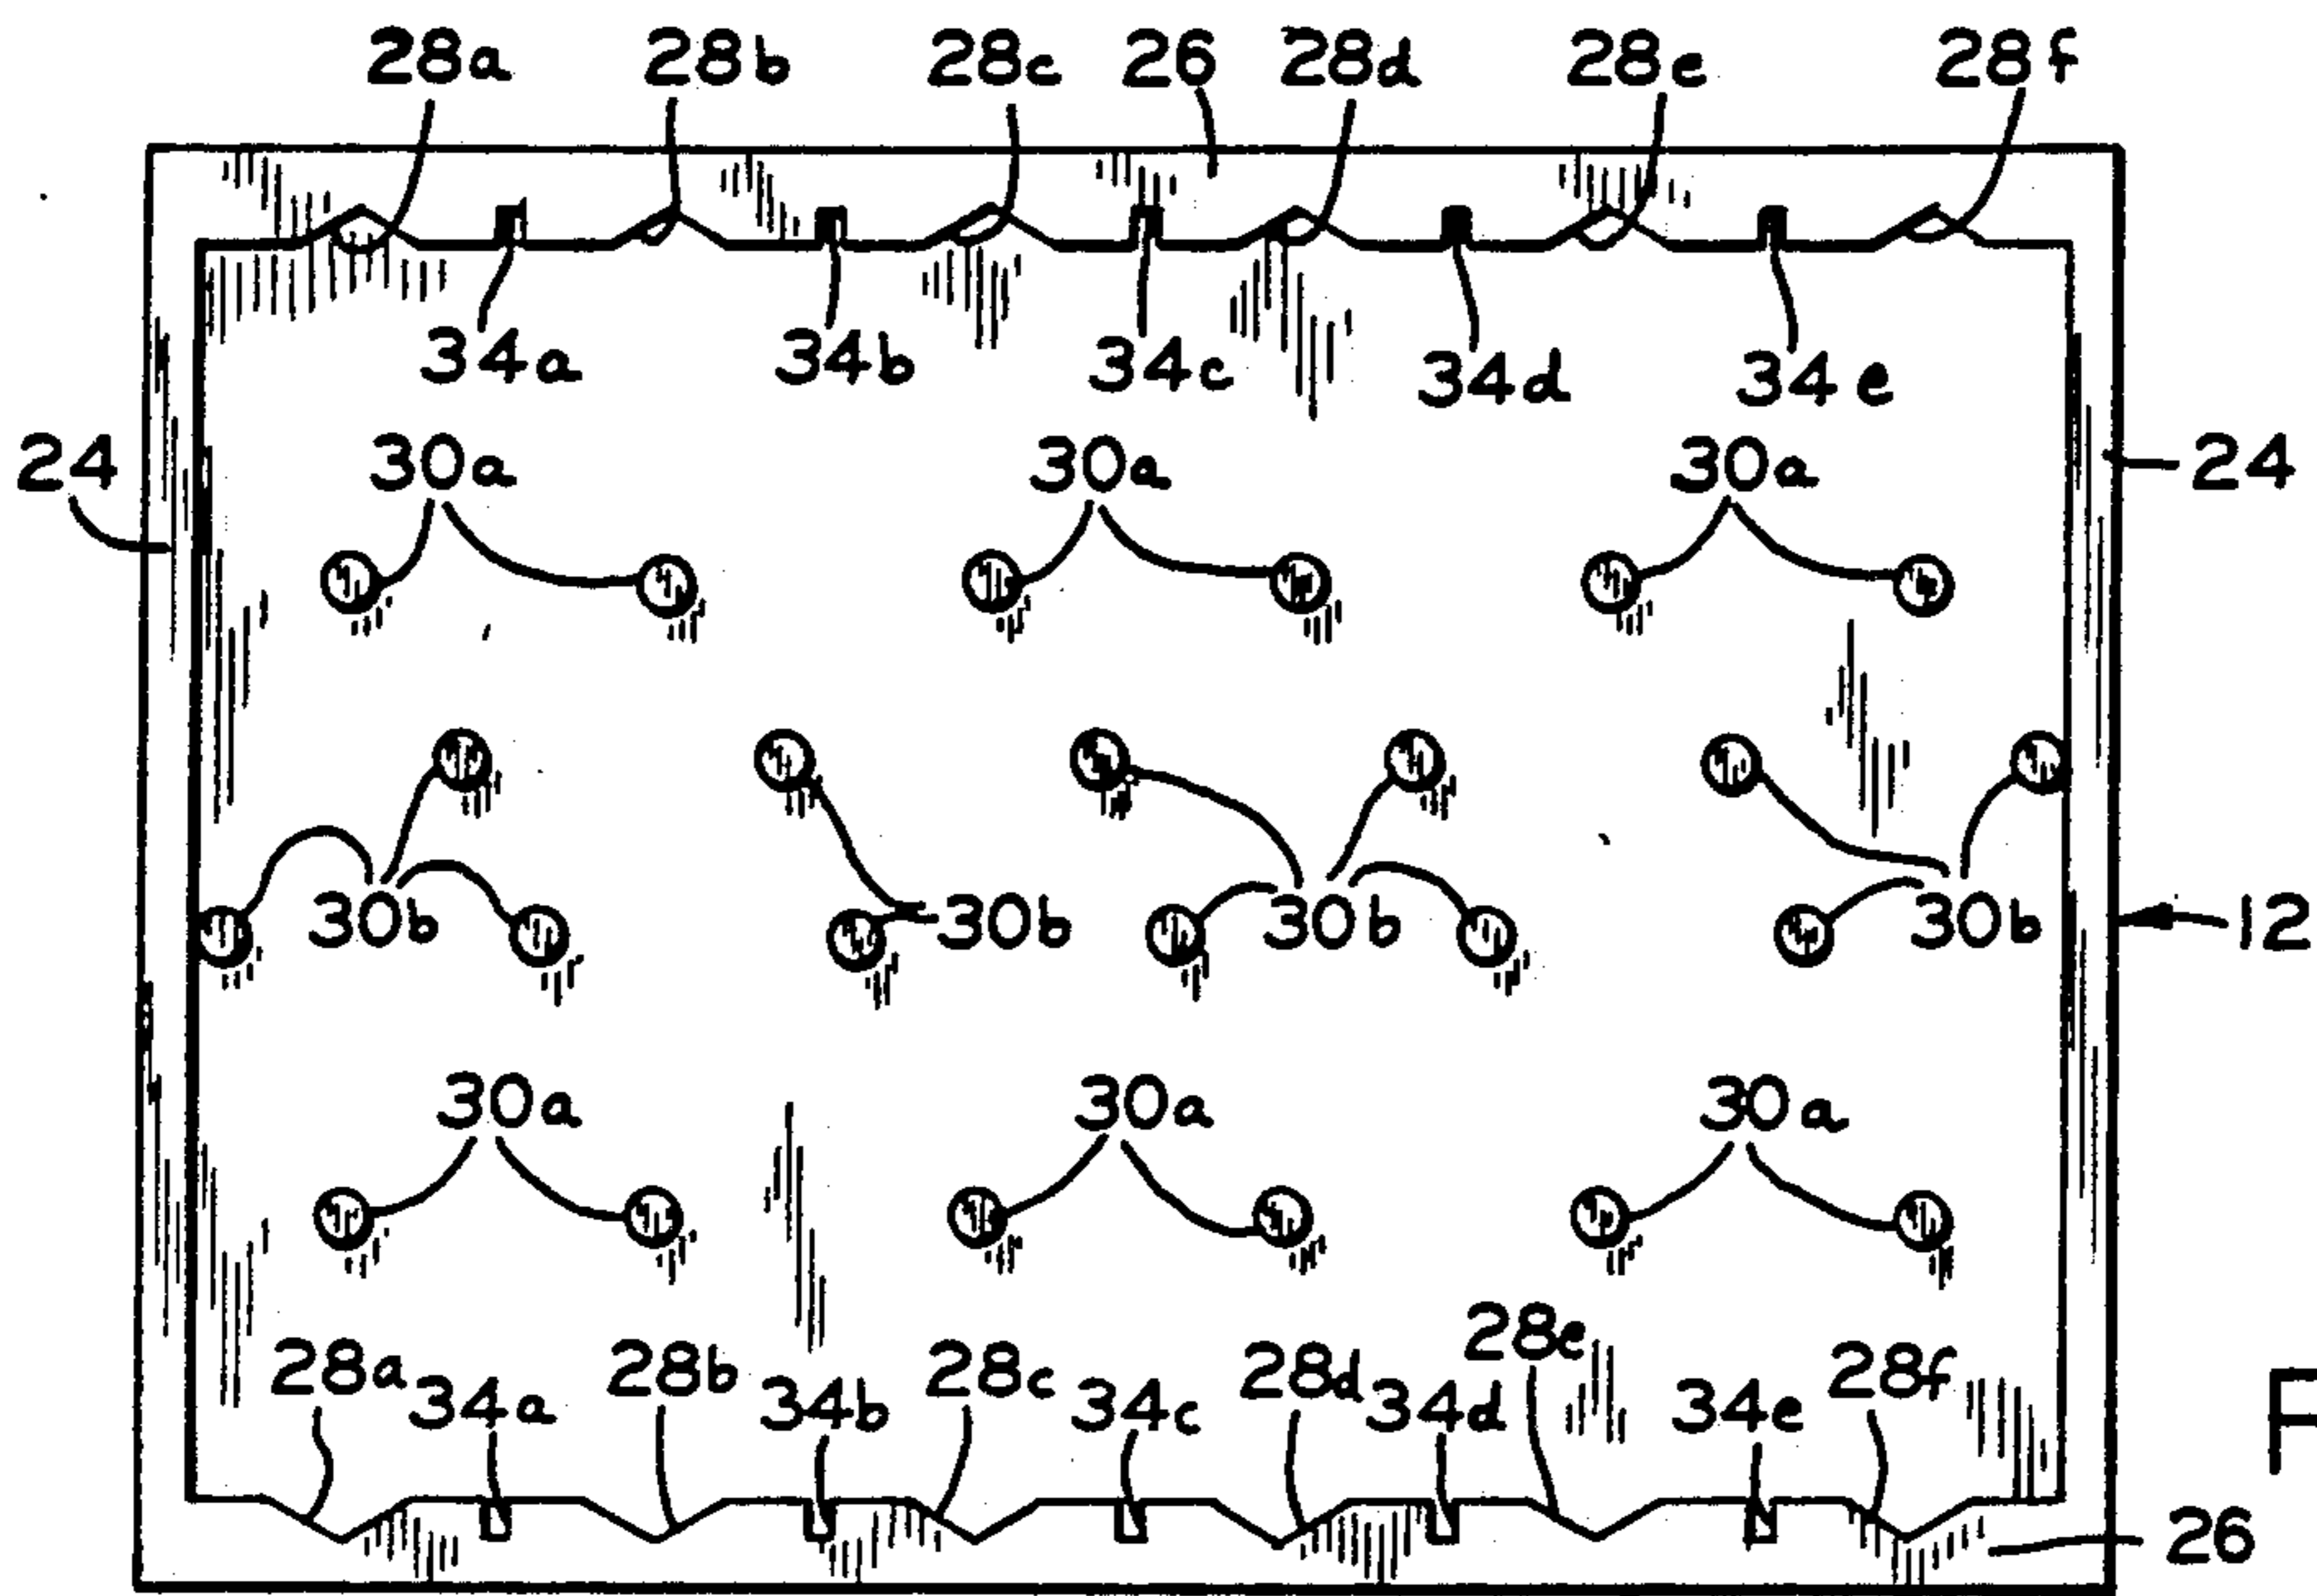 28a 28b 28c 26 28d 28e 28f
34a 34b 34c 34d 34e
24 30a 30a 30a 24
30b 30b 30b 30b 12
30a 30a 30a
28a 34a 28b 34b 28c 34c 28d 34d 28e 34e 28f
F
26